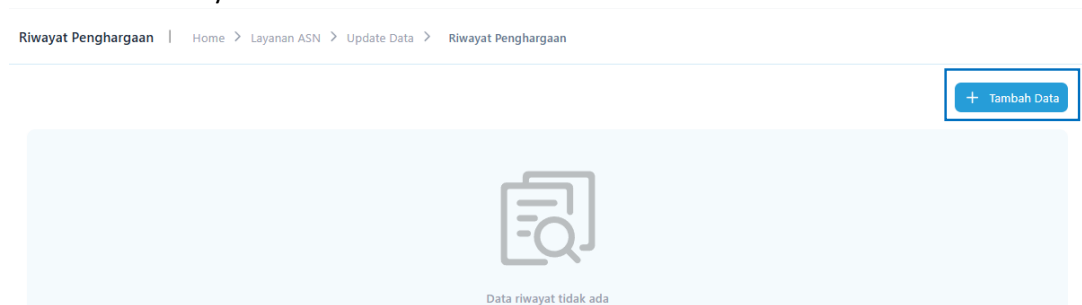 Riwayat Penghargaan | Home > Layanan ASN > Update Data > Riwayat Penghargaan
+ Tambah Data
Data riwayat tidak ada